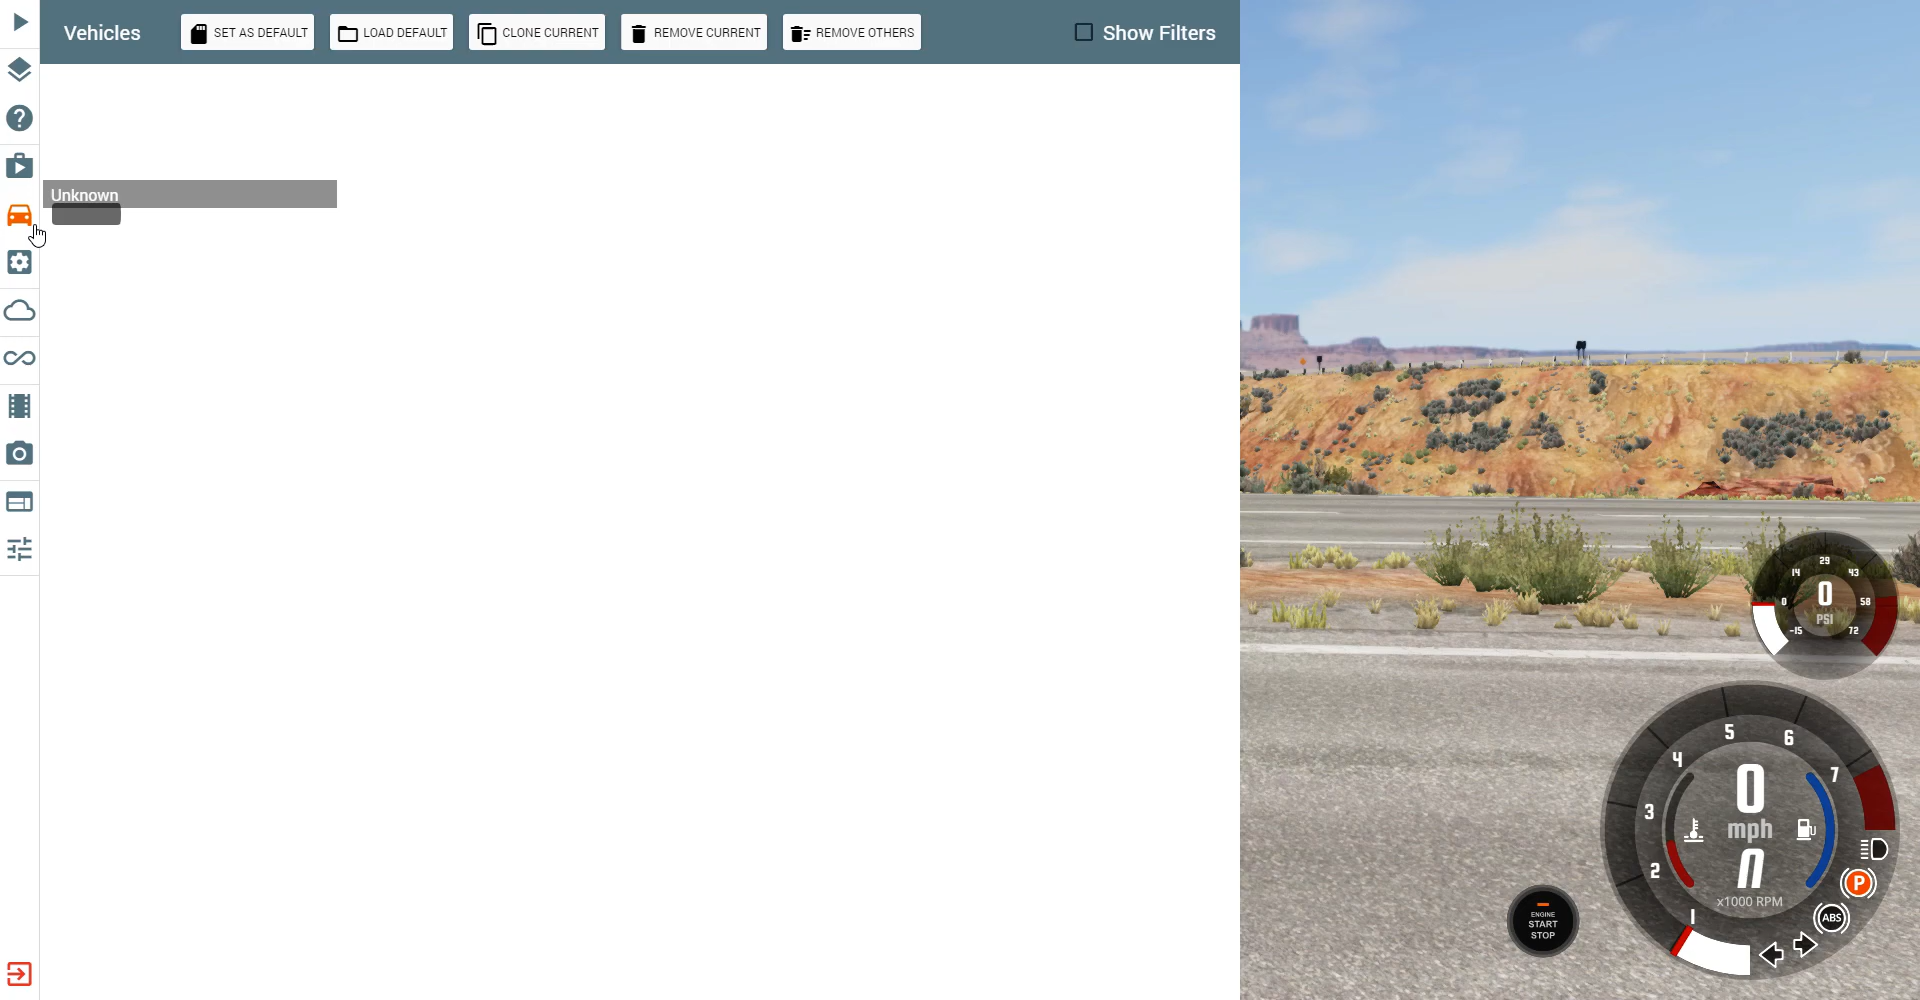 Vehicles
SET AS DEFAULT
LOAD DEFAULT
CLONE CURRENT
REMOVE CURRENT
REMOVE OTHERS
Show Filters
Unknown
29
14
43
0
0
58
PSI
-15
72
5
6
4
7
0
3
mph
2
n
x1000 RPM
1
P
ABS
ENGINE
START
STOP